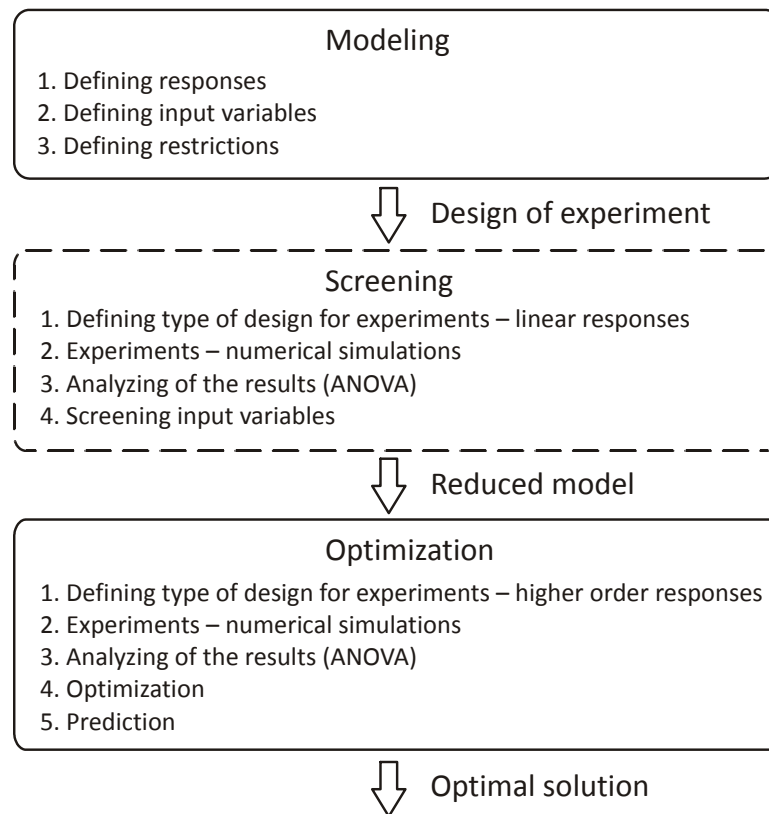 Modeling
1. Defining responses
2. Defining input variables
3. Defining restrictions
Design of experiment
Screening
1. Defining type of design for experiments – linear responses
2. Experiments – numerical simulations
3. Analyzing of the results (ANOVA)
4. Screening input variables
Reduced model
Optimization
1. Defining type of design for experiments – higher order responses
2. Experiments – numerical simulations
3. Analyzing of the results (ANOVA)
4. Optimization
5. Prediction
Optimal solution